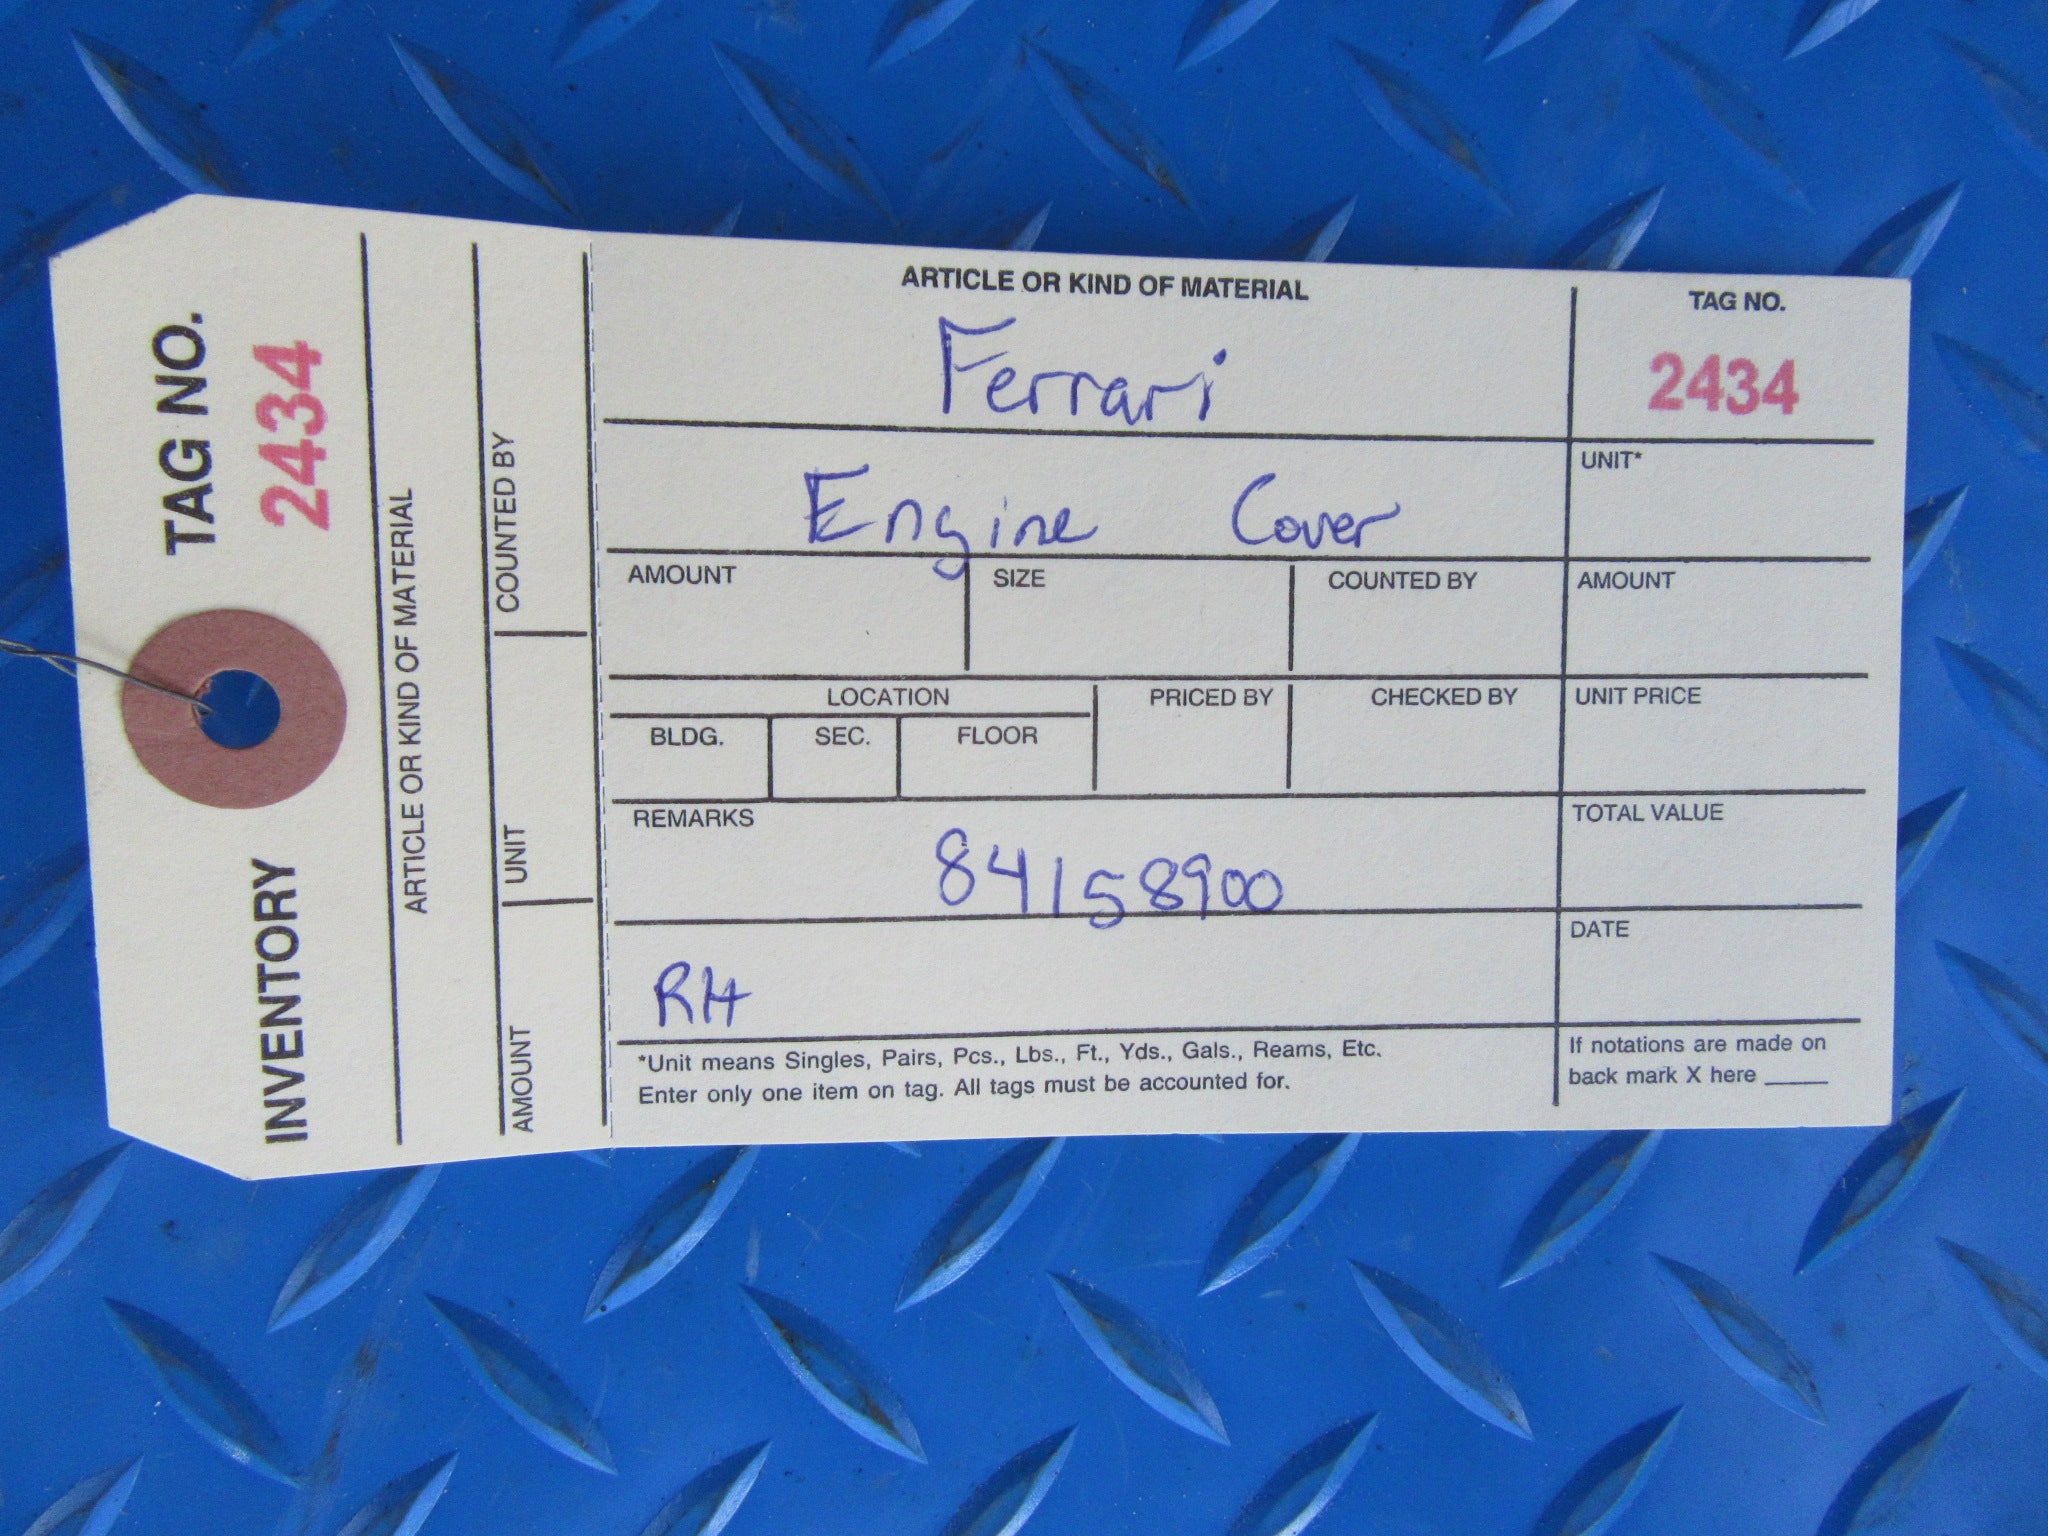 TAG NO.
2434
INVENTORY
ARTICLE OR KIND OF MATERIAL
COUNTED BY
UNIT
AMOUNT
ARTICLE OR KIND OF MATERIAL
Ferrari
TAG NO.
2434
Engine Cover
UNIT*
AMOUNT
SIZE
COUNTED BY
AMOUNT
LOCATION
PRICED BY
CHECKED BY
UNIT PRICE
BLDG.
SEC.
FLOOR
REMARKS
84158900
TOTAL VALUE
RH
DATE
*Unit means Singles, Pairs, Pcs., Lbs., Ft., Yds., Gals., Reams, Etc.
Enter only one item on tag. All tags must be accounted for.
If notations are made on
back mark X here _____